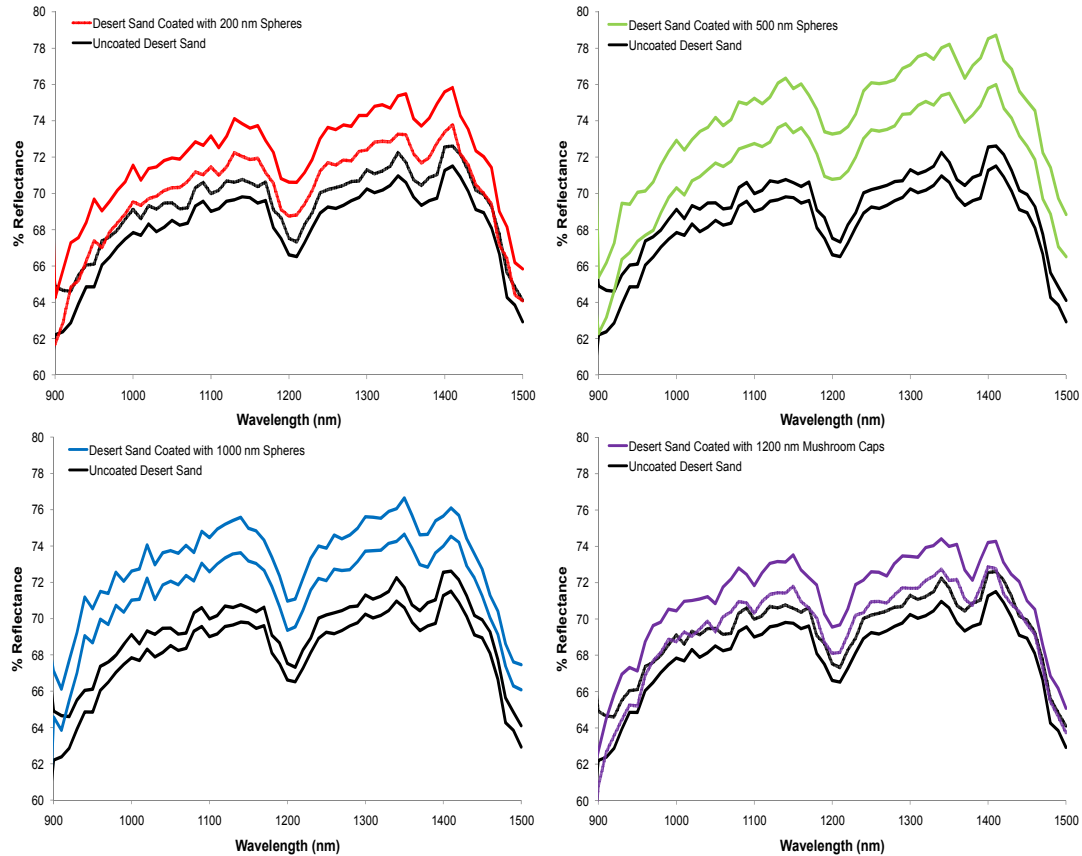 Desert Sand Coated with 200 nm Spheres
Uncoated Desert Sand
80
78
76
74
72
70
68
66
64
62
60
% Reflectance
900 1000 1100 1200 1300 1400 1500
Wavelength (nm)
Desert Sand Coated with 500 nm Spheres
Uncoated Desert Sand
80
78
76
74
72
70
68
66
64
62
60
% Reflectance
900 1000 1100 1200 1300 1400 1500
Wavelength (nm)
Desert Sand Coated with 1000 nm Spheres
Uncoated Desert Sand
80
78
76
74
72
70
68
66
64
62
60
% Reflectance
900 1000 1100 1200 1300 1400 1500
Wavelength (nm)
Desert Sand Coated with 1200 nm Mushroom Caps
Uncoated Desert Sand
80
78
76
74
72
70
68
66
64
62
60
% Reflectance
900 1000 1100 1200 1300 1400 1500
Wavelength (nm)